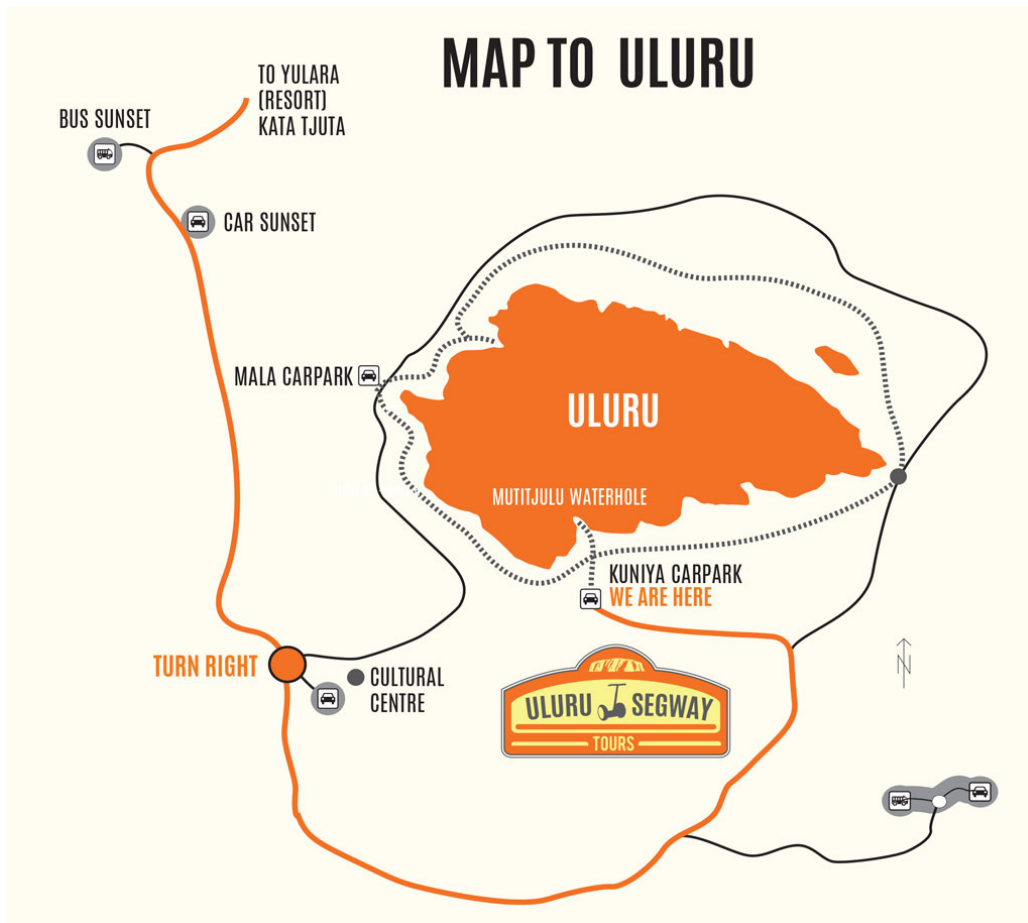 MAP TO ULURU
TO YULARA
(RESORT)
KATA TJUTA
BUS SUNSET
CAR SUNSET
MALA CARPARK
ULURU
MUTITJULU WATERHOLE
KUNIYA CARPARK
WE ARE HERE
TURN RIGHT
CULTURAL
CENTRE
ULURU SEGWAY
TOURS
N